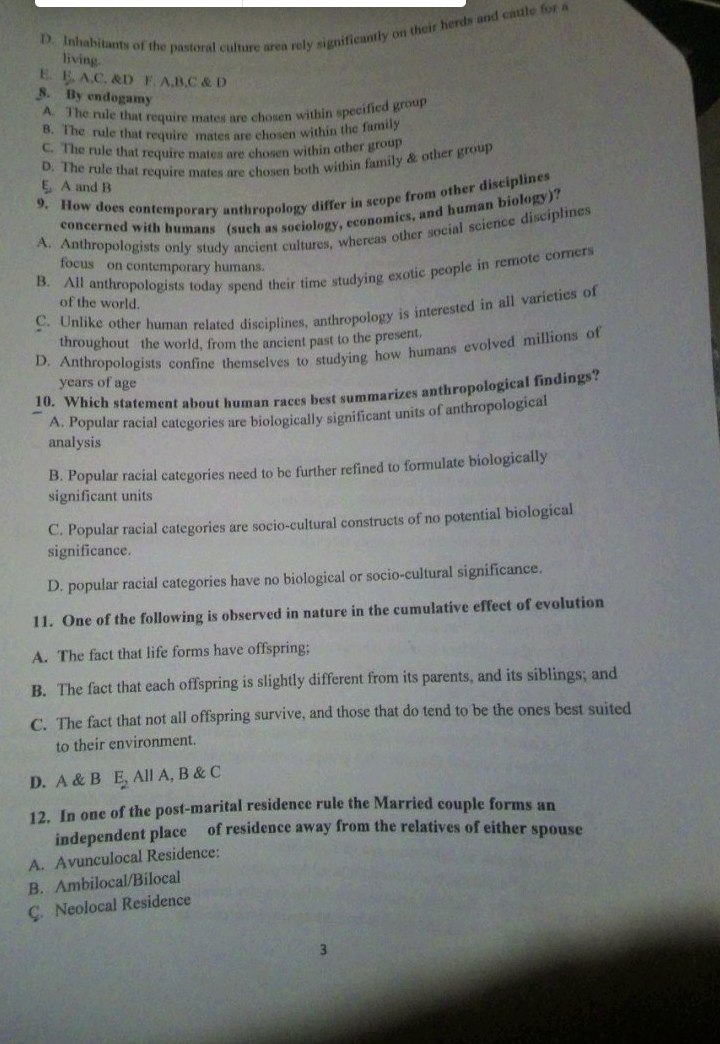 D. Inhabitants of the pastoral culture area rely significantly on their herds and cattle for a
living.
E. E. A,C, &D F. A,B,C & D
8. By endogamy
A. The rule that require mates are chosen within specified group
B. The rule that require mates are chosen within the family
C. The rule that require mates are chosen within other group
D. The rule that require mates are chosen both within family & other group
E. A and B
9. How does contemporary anthropology differ in scope from other disciplines
concerned with humans (such as sociology, economics, and human biology)?
A. Anthropologists only study ancient cultures, whereas other social science disciplines
focus on contemporary humans.
B. All anthropologists today spend their time studying exotic people in remote corners
of the world.
C. Unlike other human related disciplines, anthropology is interested in all varieties of
throughout the world, from the ancient past to the present.
D. Anthropologists confine themselves to studying how humans evolved millions of
years of age
10. Which statement about human races best summarizes anthropological findings?
A. Popular racial categories are biologically significant units of anthropological
analysis
B. Popular racial categories need to be further refined to formulate biologically
significant units
C. Popular racial categories are socio-cultural constructs of no potential biological
significance.
D. popular racial categories have no biological or socio-cultural significance.
11. One of the following is observed in nature in the cumulative effect of evolution
A. The fact that life forms have offspring;
B. The fact that each offspring is slightly different from its parents, and its siblings; and
C. The fact that not all offspring survive, and those that do tend to be the ones best suited
to their environment.
D. A & B E, All A, B & C
12. In one of the post-marital residence rule the Married couple forms an
independent place of residence away from the relatives of either spouse
A. Avunculocal Residence:
B. Ambilocal/Bilocal
C. Neolocal Residence
3